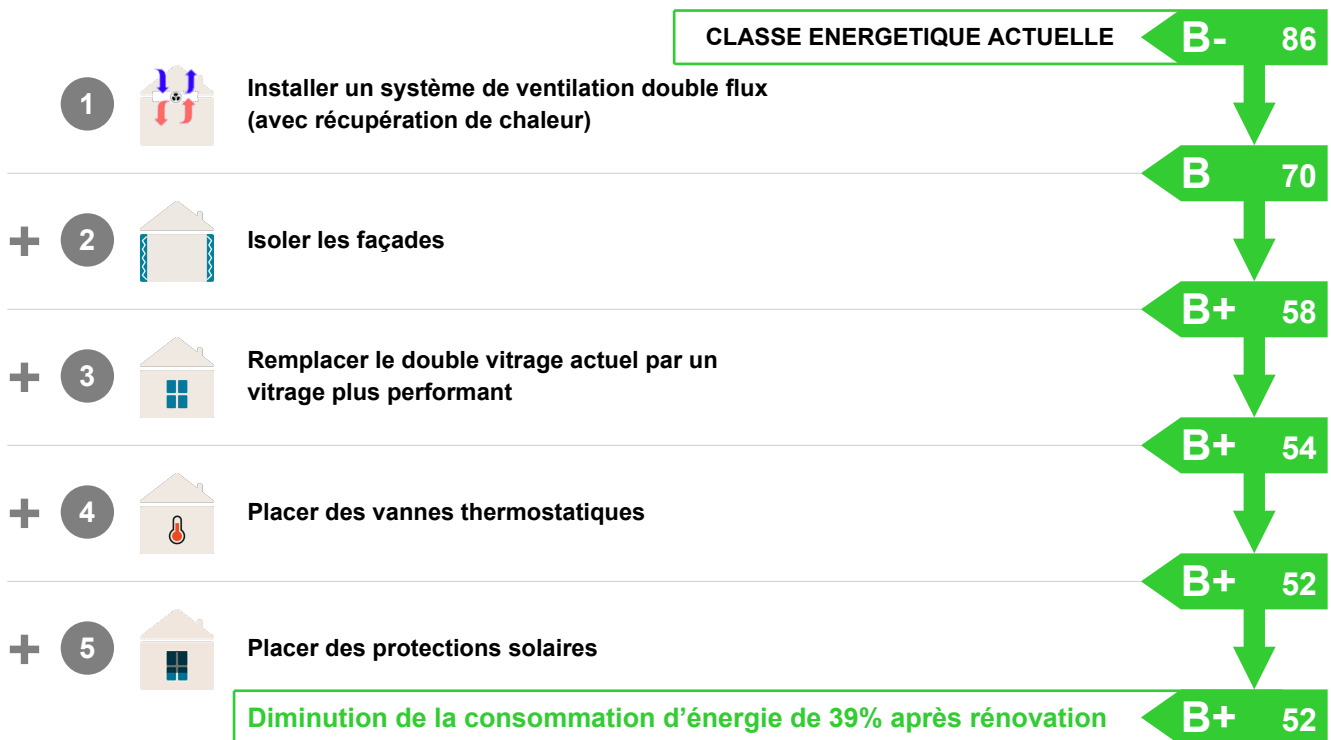 CLASSE ENERGETIQUE ACTUELLE B- 86
1 Installer un système de ventilation double flux
(avec récupération de chaleur)
B 70
+ 2 Isoler les façades
B+ 58
+ 3 Remplacer le double vitrage actuel par un
vitrage plus performant
B+ 54
+ 4 Placer des vannes thermostatiques
B+ 52
+ 5 Placer des protections solaires
Diminution de la consommation d’énergie de 39% après rénovation B+ 52